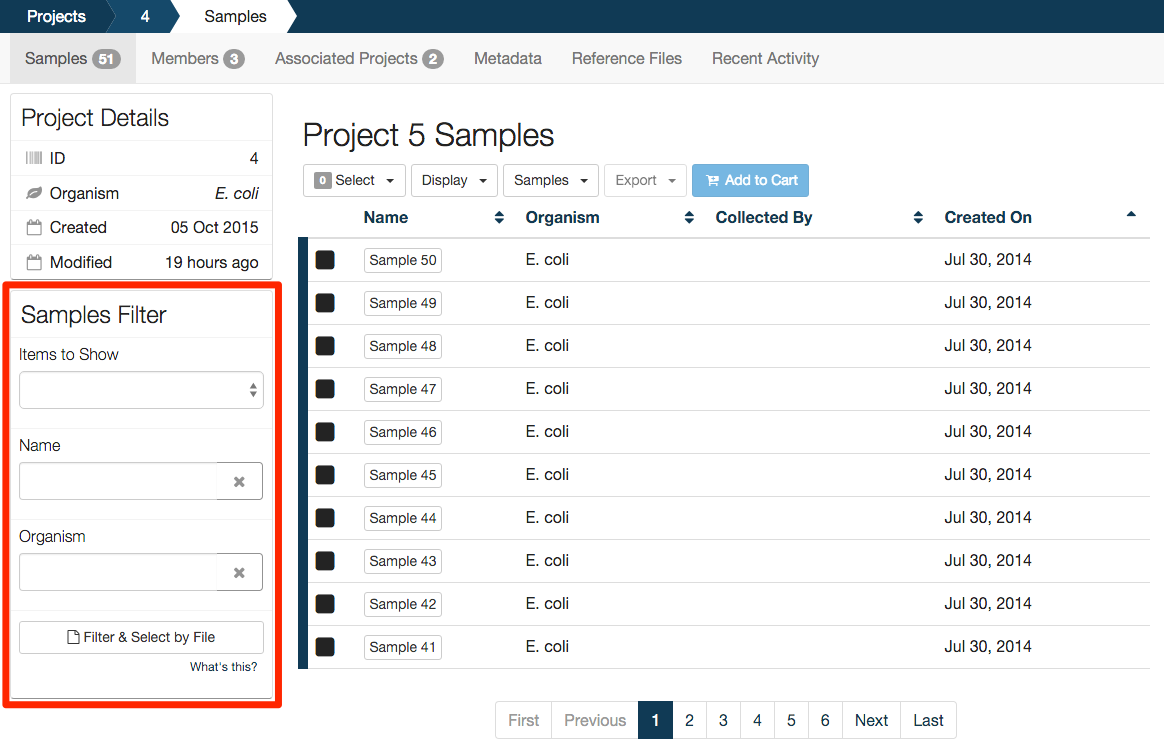 Projects 4 Samples
Samples 51 Members 3 Associated Projects 2 Metadata Reference Files Recent Activity
Project Details
ID 4
Organism E. coli
Created 05 Oct 2015
Modified 19 hours ago
Samples Filter
Items to Show
Name
Organism
Filter & Select by File
What's this?
Project 5 Samples
0 Select Display Samples Export Add to Cart
Name Organism Collected By Created On
Sample 50 E. coli Jul 30, 2014
Sample 49 E. coli Jul 30, 2014
Sample 48 E. coli Jul 30, 2014
Sample 47 E. coli Jul 30, 2014
Sample 46 E. coli Jul 30, 2014
Sample 45 E. coli Jul 30, 2014
Sample 44 E. coli Jul 30, 2014
Sample 43 E. coli Jul 30, 2014
Sample 42 E. coli Jul 30, 2014
Sample 41 E. coli Jul 30, 2014
First Previous 1 2 3 4 5 6 Next Last